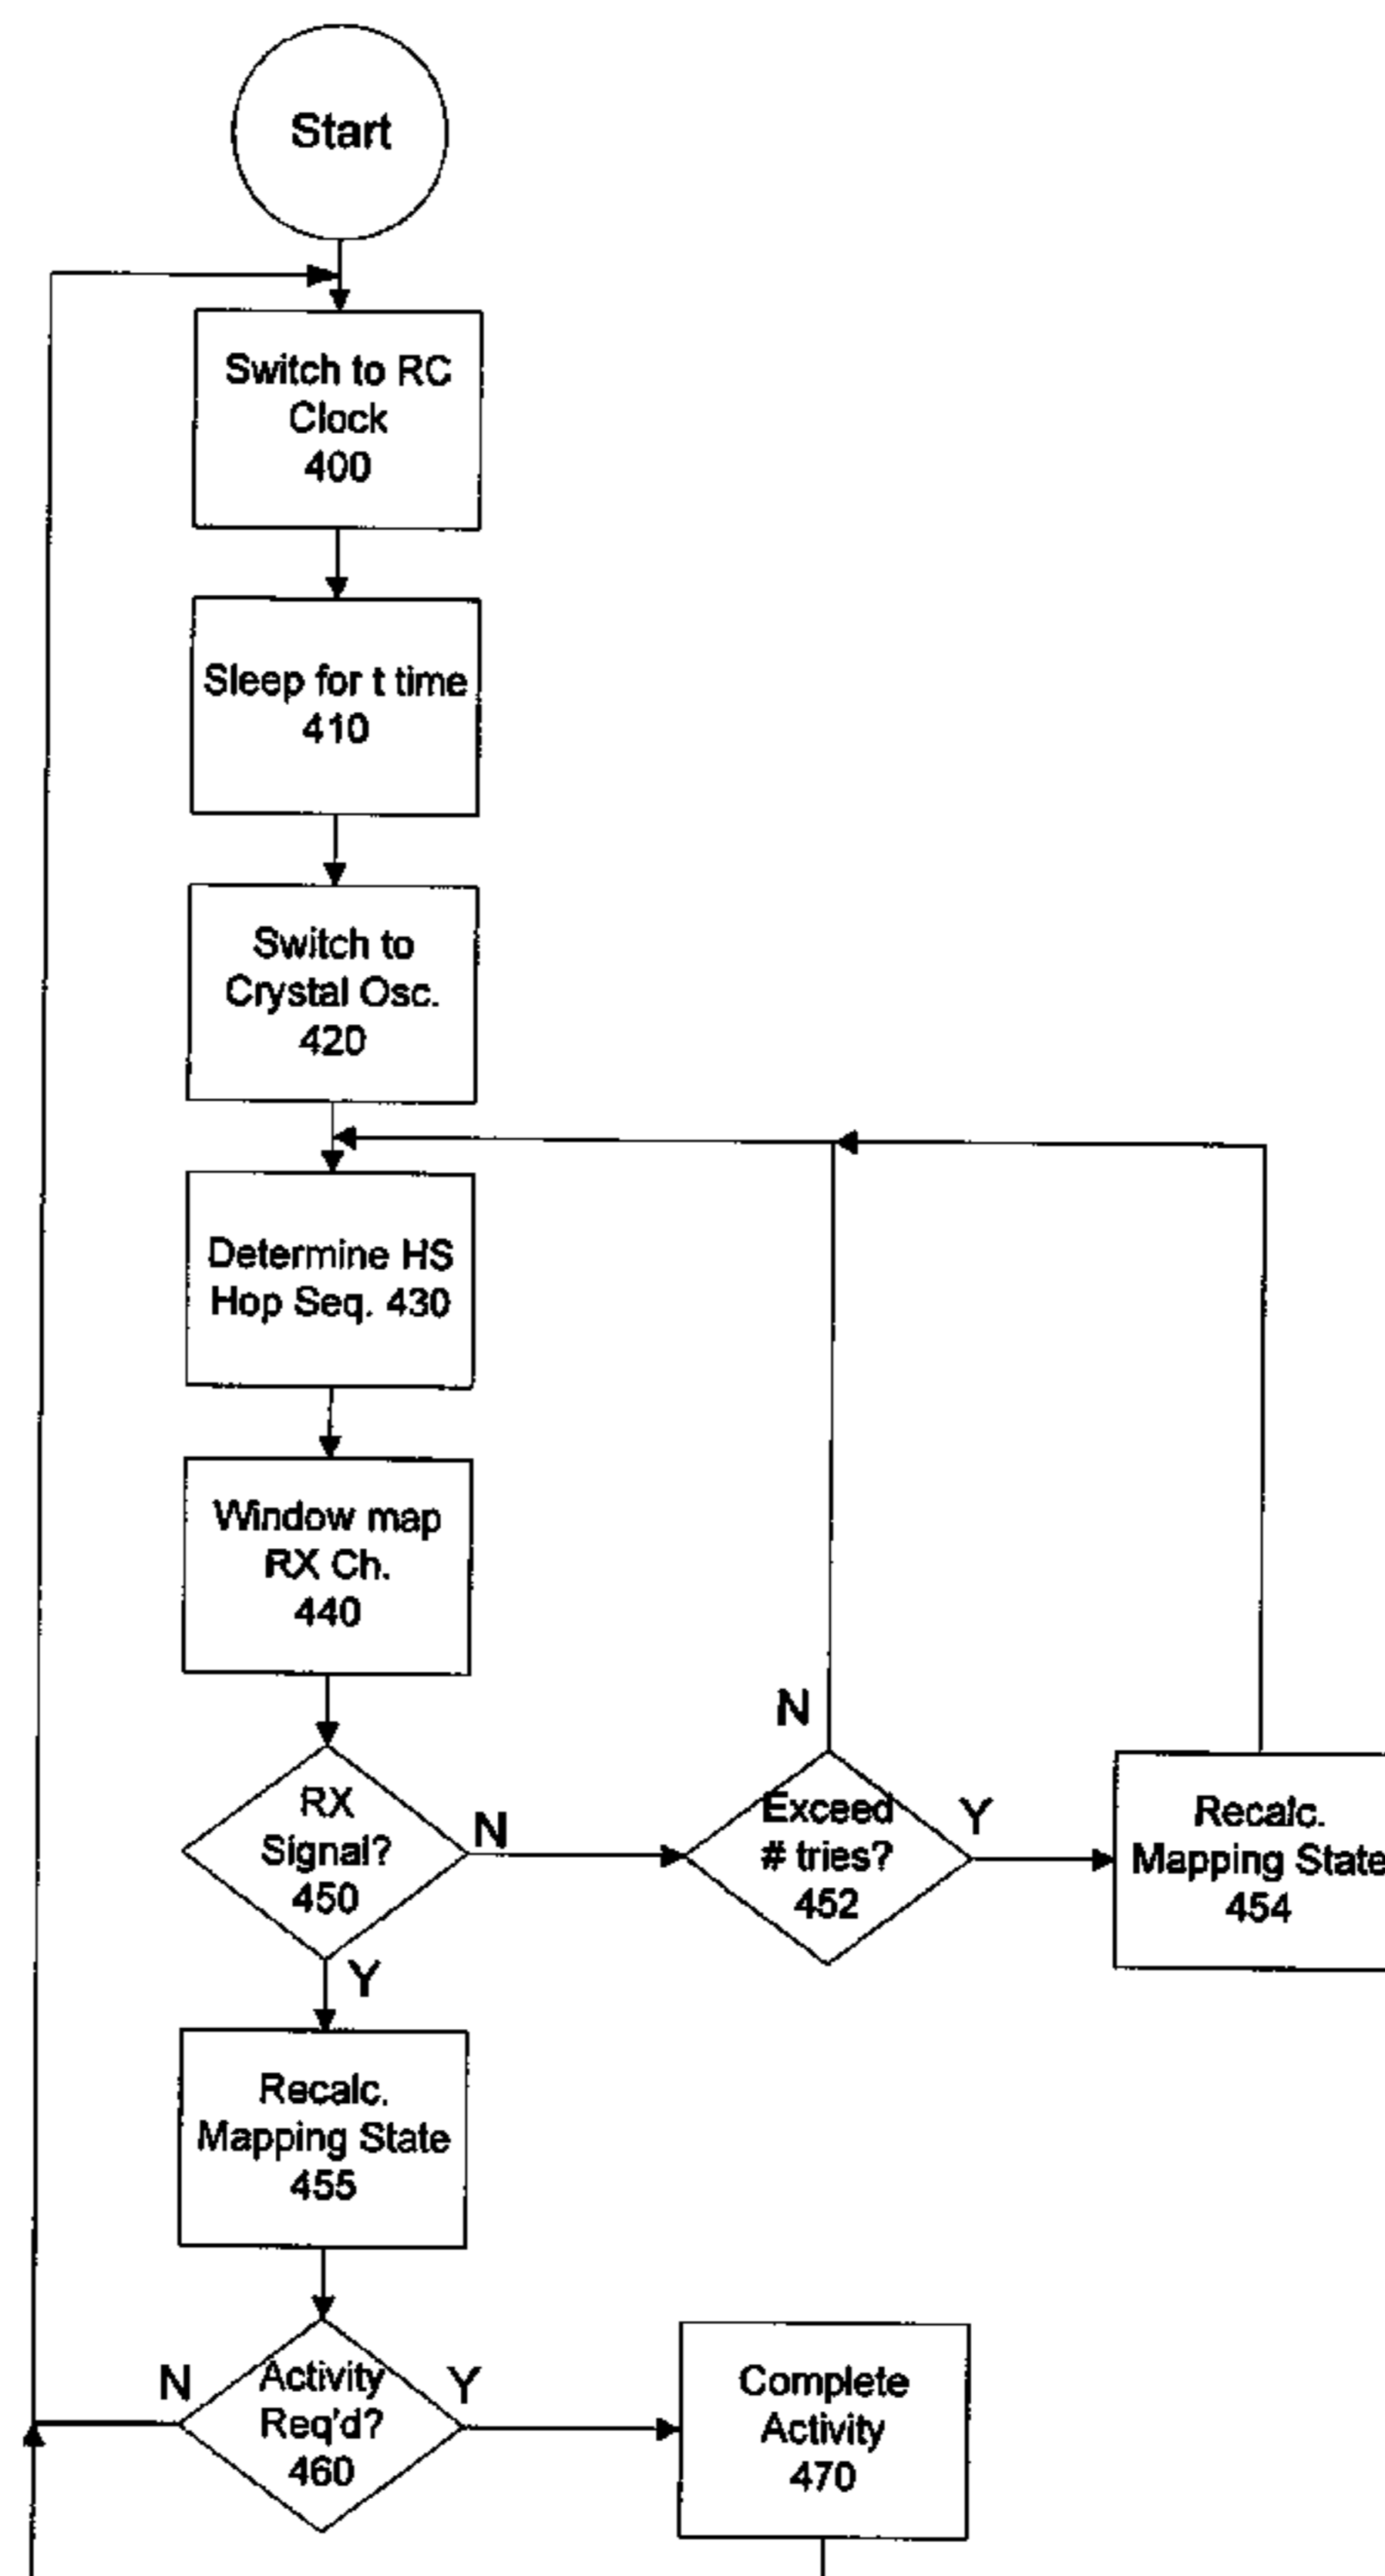 Start
Switch to RC
Clock
400
Sleep for t time
410
Switch to
Crystal Osc.
420
Determine HS
Hop Seq. 430
Window map
RX Ch.
440
RX
Signal?
450
N
Y
Exceed
# tries?
452
N
Y
Recalc.
Mapping State
454
Recalc.
Mapping State
455
Activity
Req'd?
460
N
Y
Complete
Activity
470